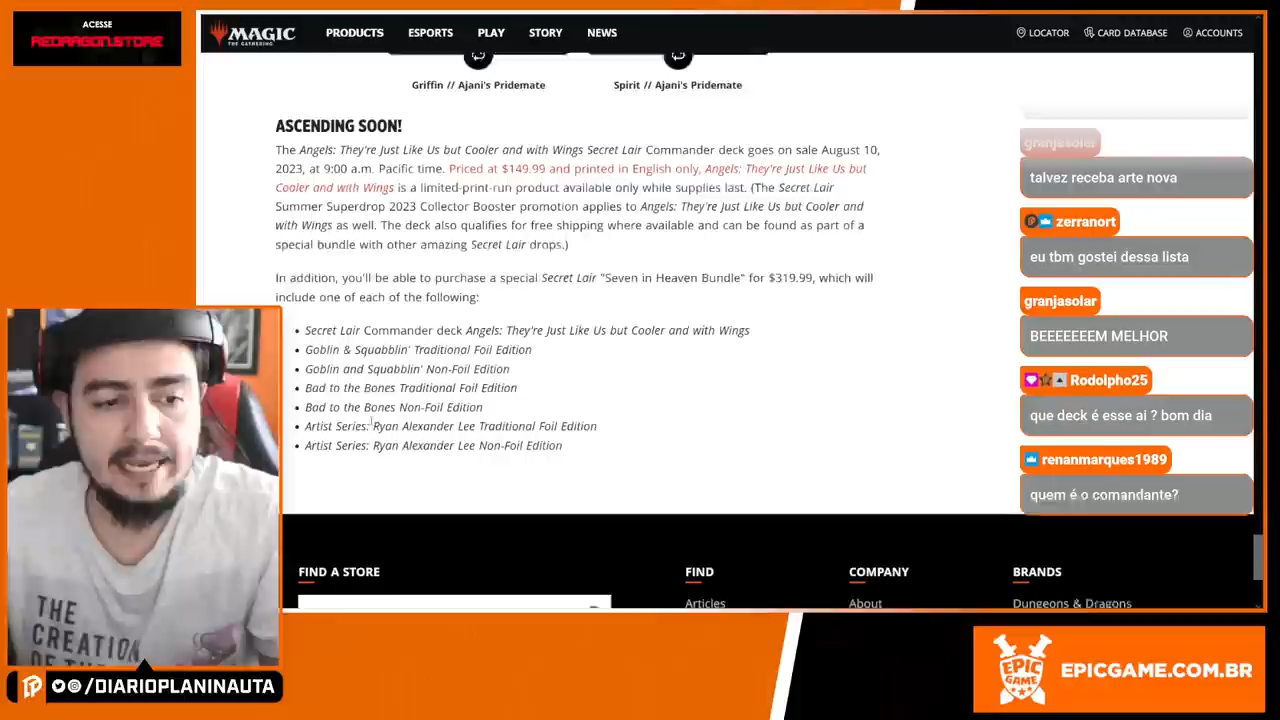 ACESSE
REDRAGON.STORE
MAGIC
THE GATHERING
PRODUCTS
ESPORTS
PLAY
STORY
NEWS
LOCATOR
CARD DATABASE
ACCOUNTS
Griffin // Ajani's Pridemate
Spirit // Ajani's Pridemate
ASCENDING SOON!
The Angels: They're Just Like Us but Cooler and with Wings Secret Lair Commander deck goes on sale August 10,
2023, at 9:00 a.m. Pacific time. Priced at $149.99 and printed in English only, Angels: They're Just Like Us but
Cooler and with Wings is a limited-print-run product available only while supplies last. (The Secret Lair
Summer Superdrop 2023 Collector Booster promotion applies to Angels: They're Just Like Us but Cooler and
with Wings as well. The deck also qualifies for free shipping where available and can be found as part of a
special bundle with other amazing Secret Lair drops.)
In addition, you'll be able to purchase a special Secret Lair "Seven in Heaven Bundle" for $319.99, which will
include one of each of the following:
• Secret Lair Commander deck Angels: They're Just Like Us but Cooler and with Wings
• Goblin & Squabblin' Traditional Foil Edition
• Goblin and Squabblin' Non-Foil Edition
• Bad to the Bones Traditional Foil Edition
• Bad to the Bones Non-Foil Edition
• Artist Series: Ryan Alexander Lee Traditional Foil Edition
• Artist Series: Ryan Alexander Lee Non-Foil Edition
granjasolar
talvez receba arte nova
zerranort
eu tbm gostei dessa lista
granjasolar
BEEEEEEM MELHOR
Rodolpho25
que deck é esse ai ? bom dia
renanmarques1989
quem é o comandante?
FIND A STORE
FIND
COMPANY
BRANDS
Articles
About
Dungeons & Dragons
THE
CREATION
OF
/DIARIOPLANINAUTA
EPIC
GAME
EPICGAME.COM.BR